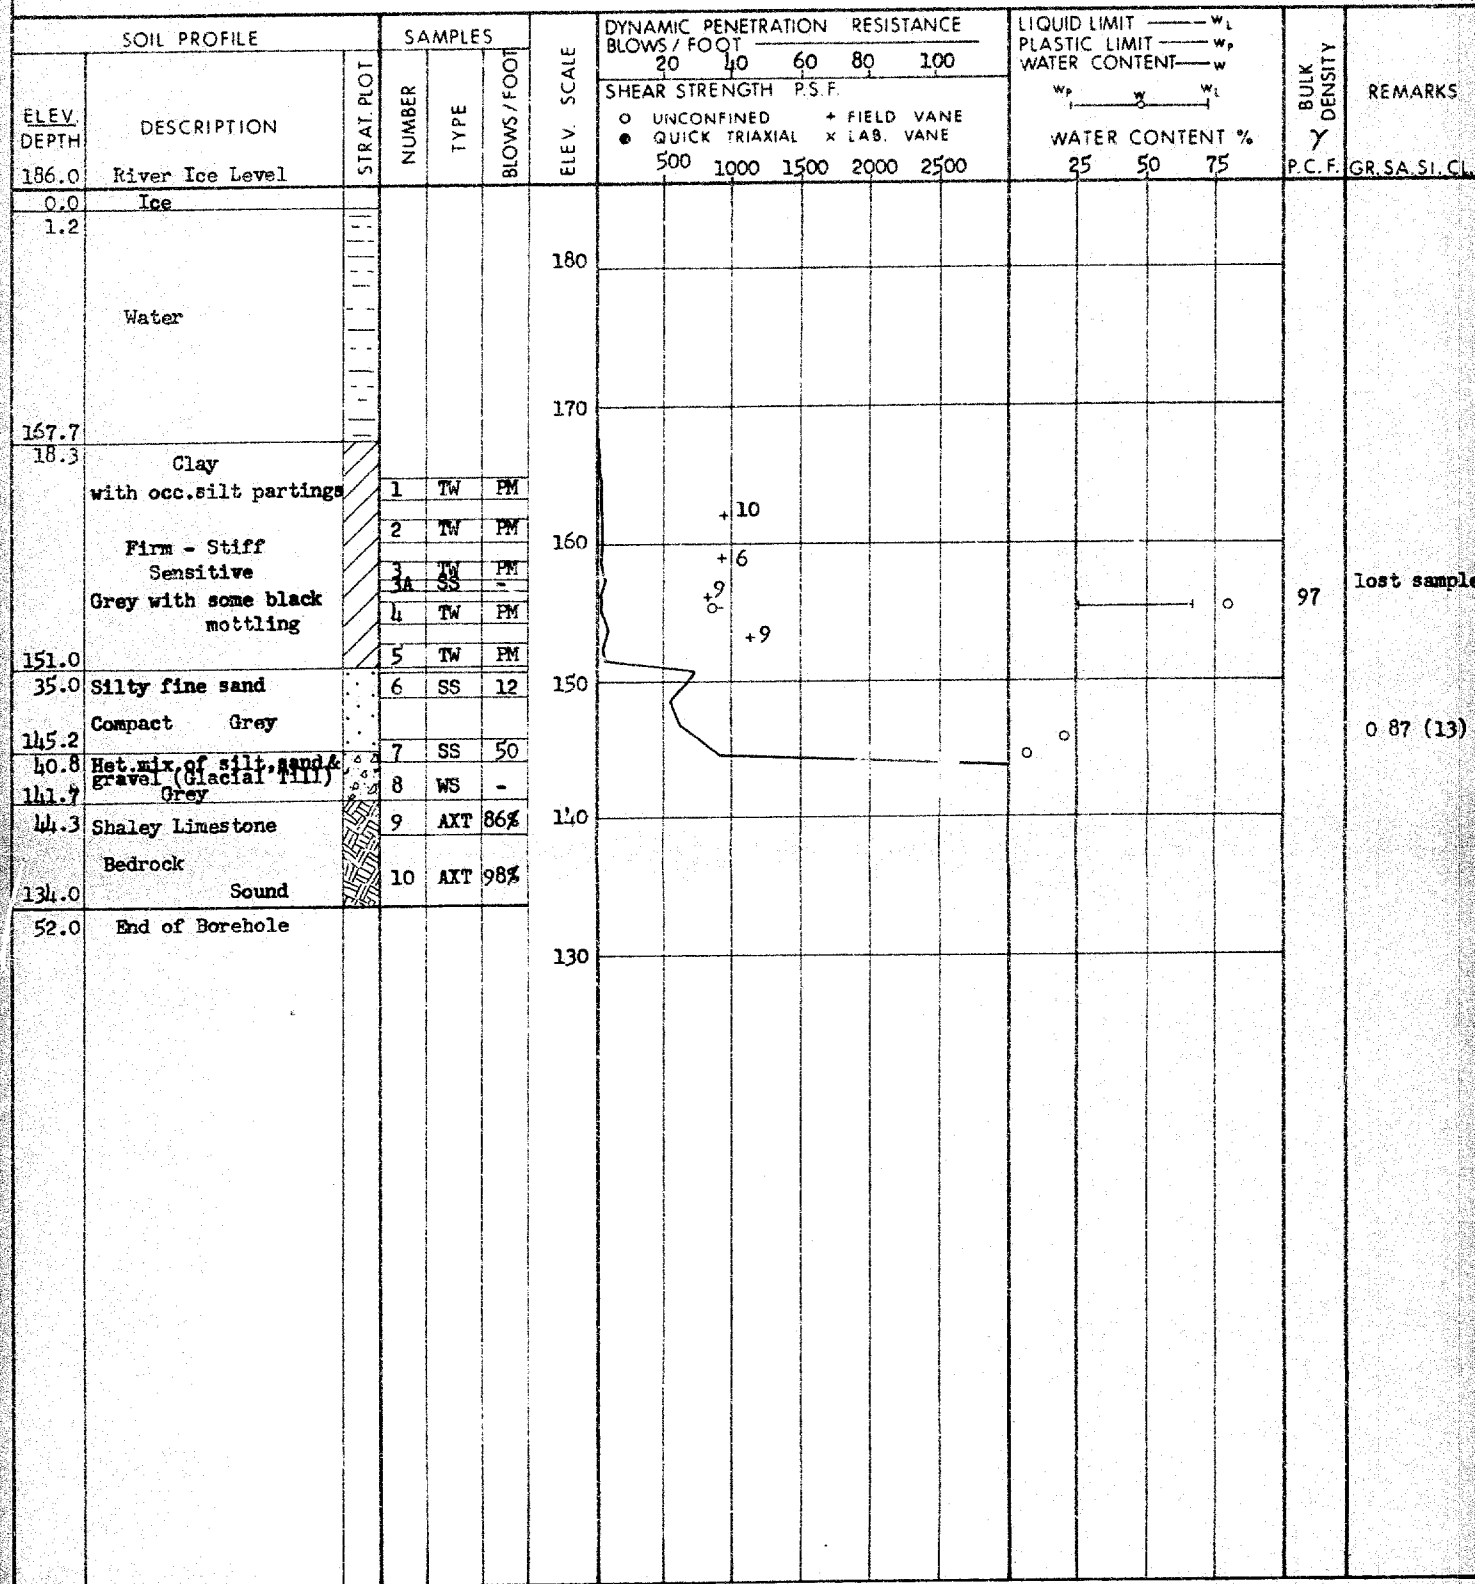 SOIL PROFILE
SAMPLES
ELEV. SCALE
DYNAMIC PENETRATION RESISTANCE
BLOWS / FOOT
20 40 60 80 100
SHEAR STRENGTH P.S.F.
○ UNCONFINED + FIELD VANE
● QUICK TRIAXIAL × LAB. VANE
500 1000 1500 2000 2500
LIQUID LIMIT —— wL
PLASTIC LIMIT —— wP
WATER CONTENT —— w
wP w wL
WATER CONTENT %
25 50 75
BULK DENSITY
γ
P.C.F.
REMARKS
GR. SA. SI. CL.
ELEV.
DEPTH
DESCRIPTION
STRAT. PLOT
NUMBER
TYPE
BLOWS / FOOT
186.0 River Ice Level
0.0 Ice
1.2
180
Water
170
167.7
18.3
Clay
with occ.silt partings
1 TW PM
+ 10
2 TW PM
160
Firm - Stiff
+ 6
Sensitive
3 TW PM
3A SS -
lost sample
Grey with some black
+9
97
mottling
4 TW PM
+9
151.0
5 TW PM
35.0 Silty fine sand
6 SS 12
150
Compact Grey
0 87 (13)
145.2
7 SS 50
40.8 Het.mix.of silt,sand&
gravel (Glacial Till)
141.7 Grey
8 WS -
44.3 Shaley Limestone
9 AXT 86%
140
Bedrock
10 AXT 98%
134.0 Sound
52.0 End of Borehole
130